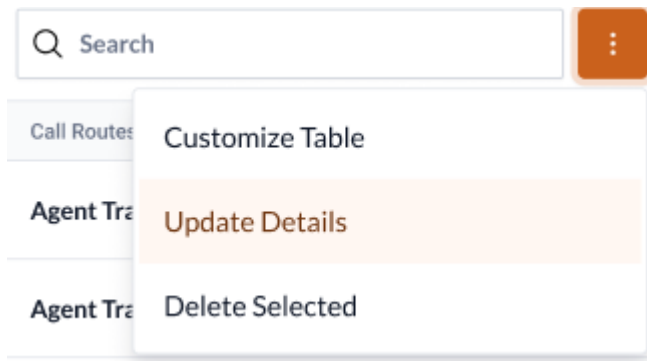 Search
Call Routes
Customize Table
Agent Tra
Update Details
Agent Tra
Delete Selected